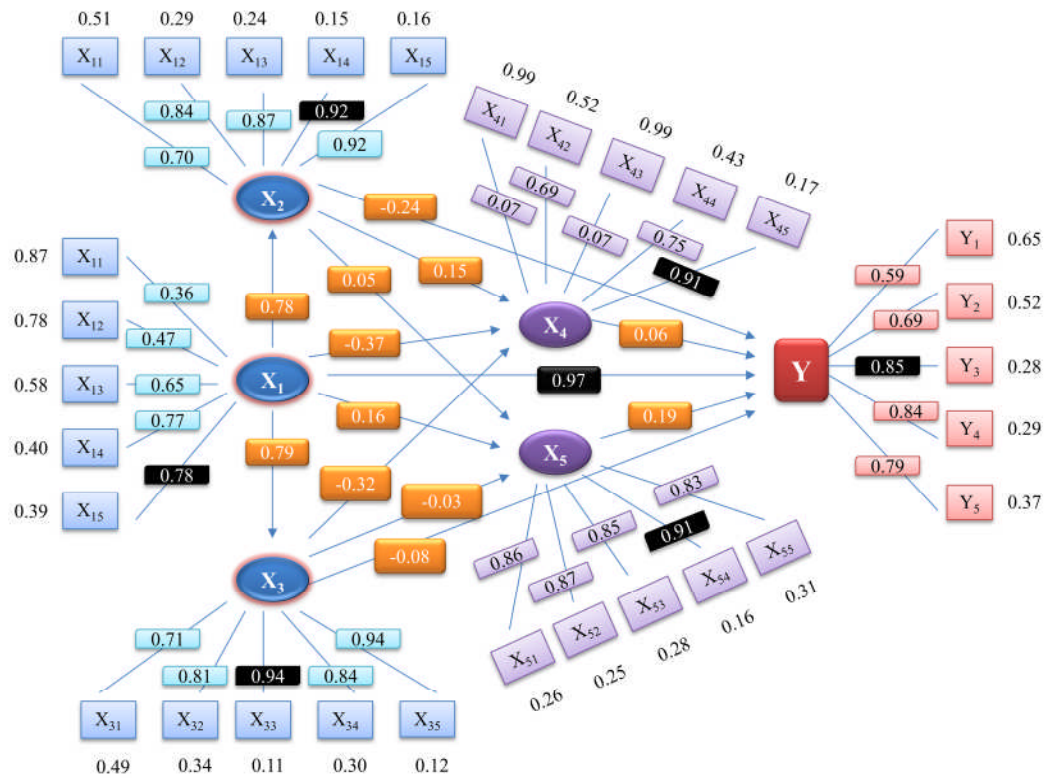 0.51 0.29 0.24 0.15 0.16
X11 X12 X13 X14 X15
0.84 0.87 0.92 0.92
0.70
X2
0.99 0.52 0.99 0.43 0.17
X41 X42 X43 X44 X45
0.07 0.69 0.07 0.75 0.91
-0.24
0.15
0.05
0.87 X11 0.36
0.78 X12 0.47
0.58 X13 0.65
0.40 X14 0.77
0.39 X15 0.78
0.78
X1
0.79
-0.37
0.97
0.16
X4
0.06
X5
0.19
-0.32
-0.03
-0.08
Y
0.59 Y1 0.65
0.69 Y2 0.52
0.85 Y3 0.28
0.84 Y4 0.29
0.79 Y5 0.37
0.86 0.87 0.85 0.91 0.83
X51 X52 X53 X54 X55
0.26 0.25 0.28 0.16 0.31
X3
0.71 0.81 0.94 0.84 0.94
X31 X32 X33 X34 X35
0.49 0.34 0.11 0.30 0.12